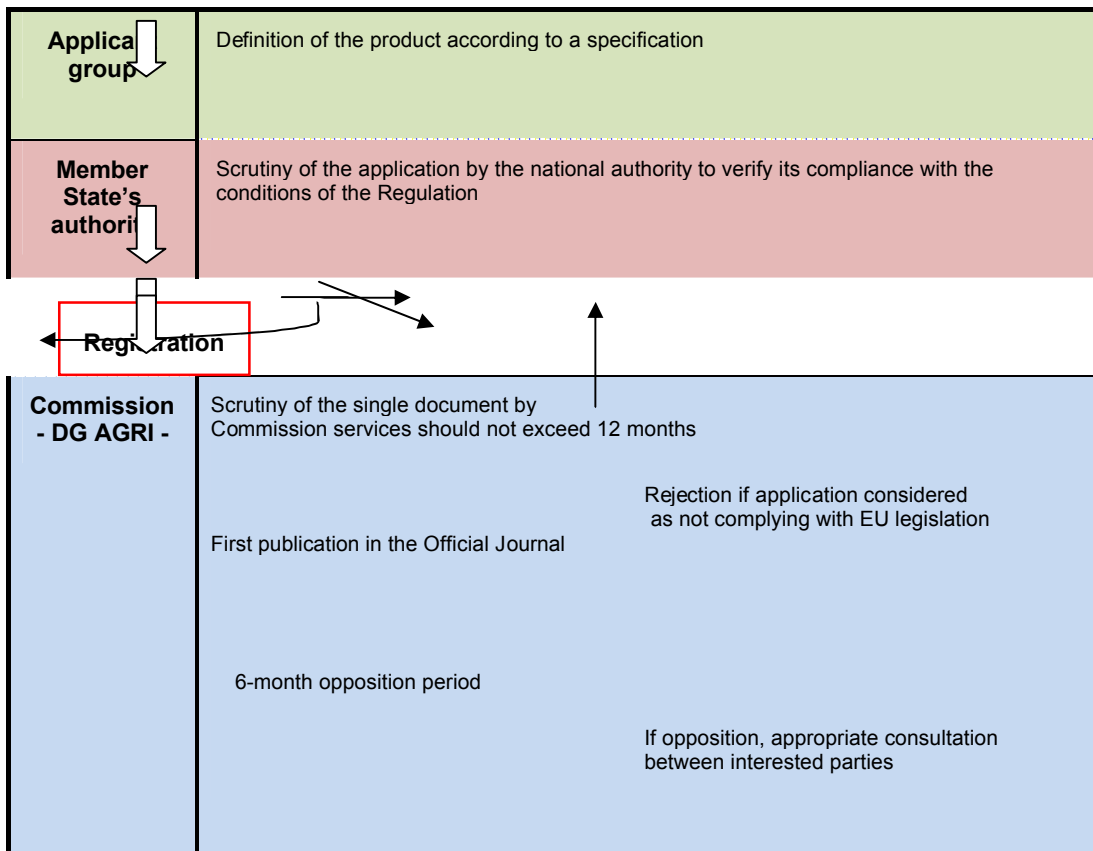 Applicant
group
Definition of the product according to a specification
Member
State's
authority
Scrutiny of the application by the national authority to verify its compliance with the
conditions of the Regulation
Registration
Commission
- DG AGRI -
Scrutiny of the single document by
Commission services should not exceed 12 months
Rejection if application considered
as not complying with EU legislation
First publication in the Official Journal
6-month opposition period
If opposition, appropriate consultation
between interested parties